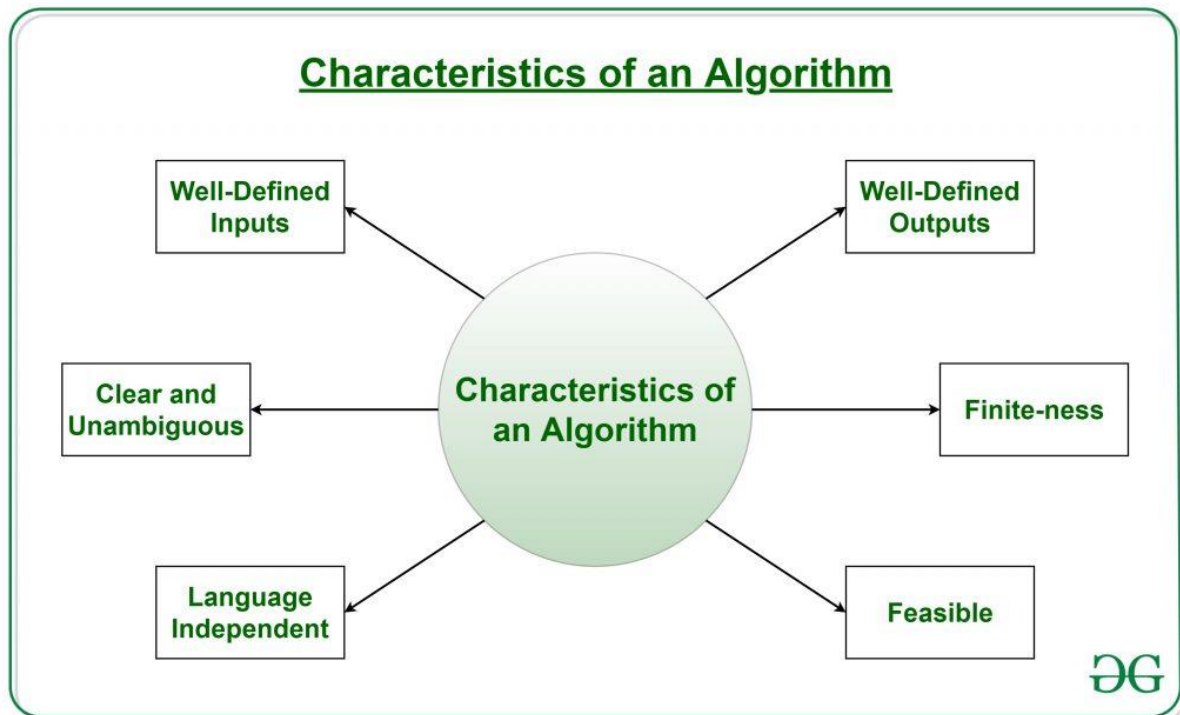 Characteristics of an Algorithm
Well-Defined
Inputs
Well-Defined
Outputs
Clear and
Unambiguous
Characteristics of
an Algorithm
Finite-ness
Language
Independent
Feasible